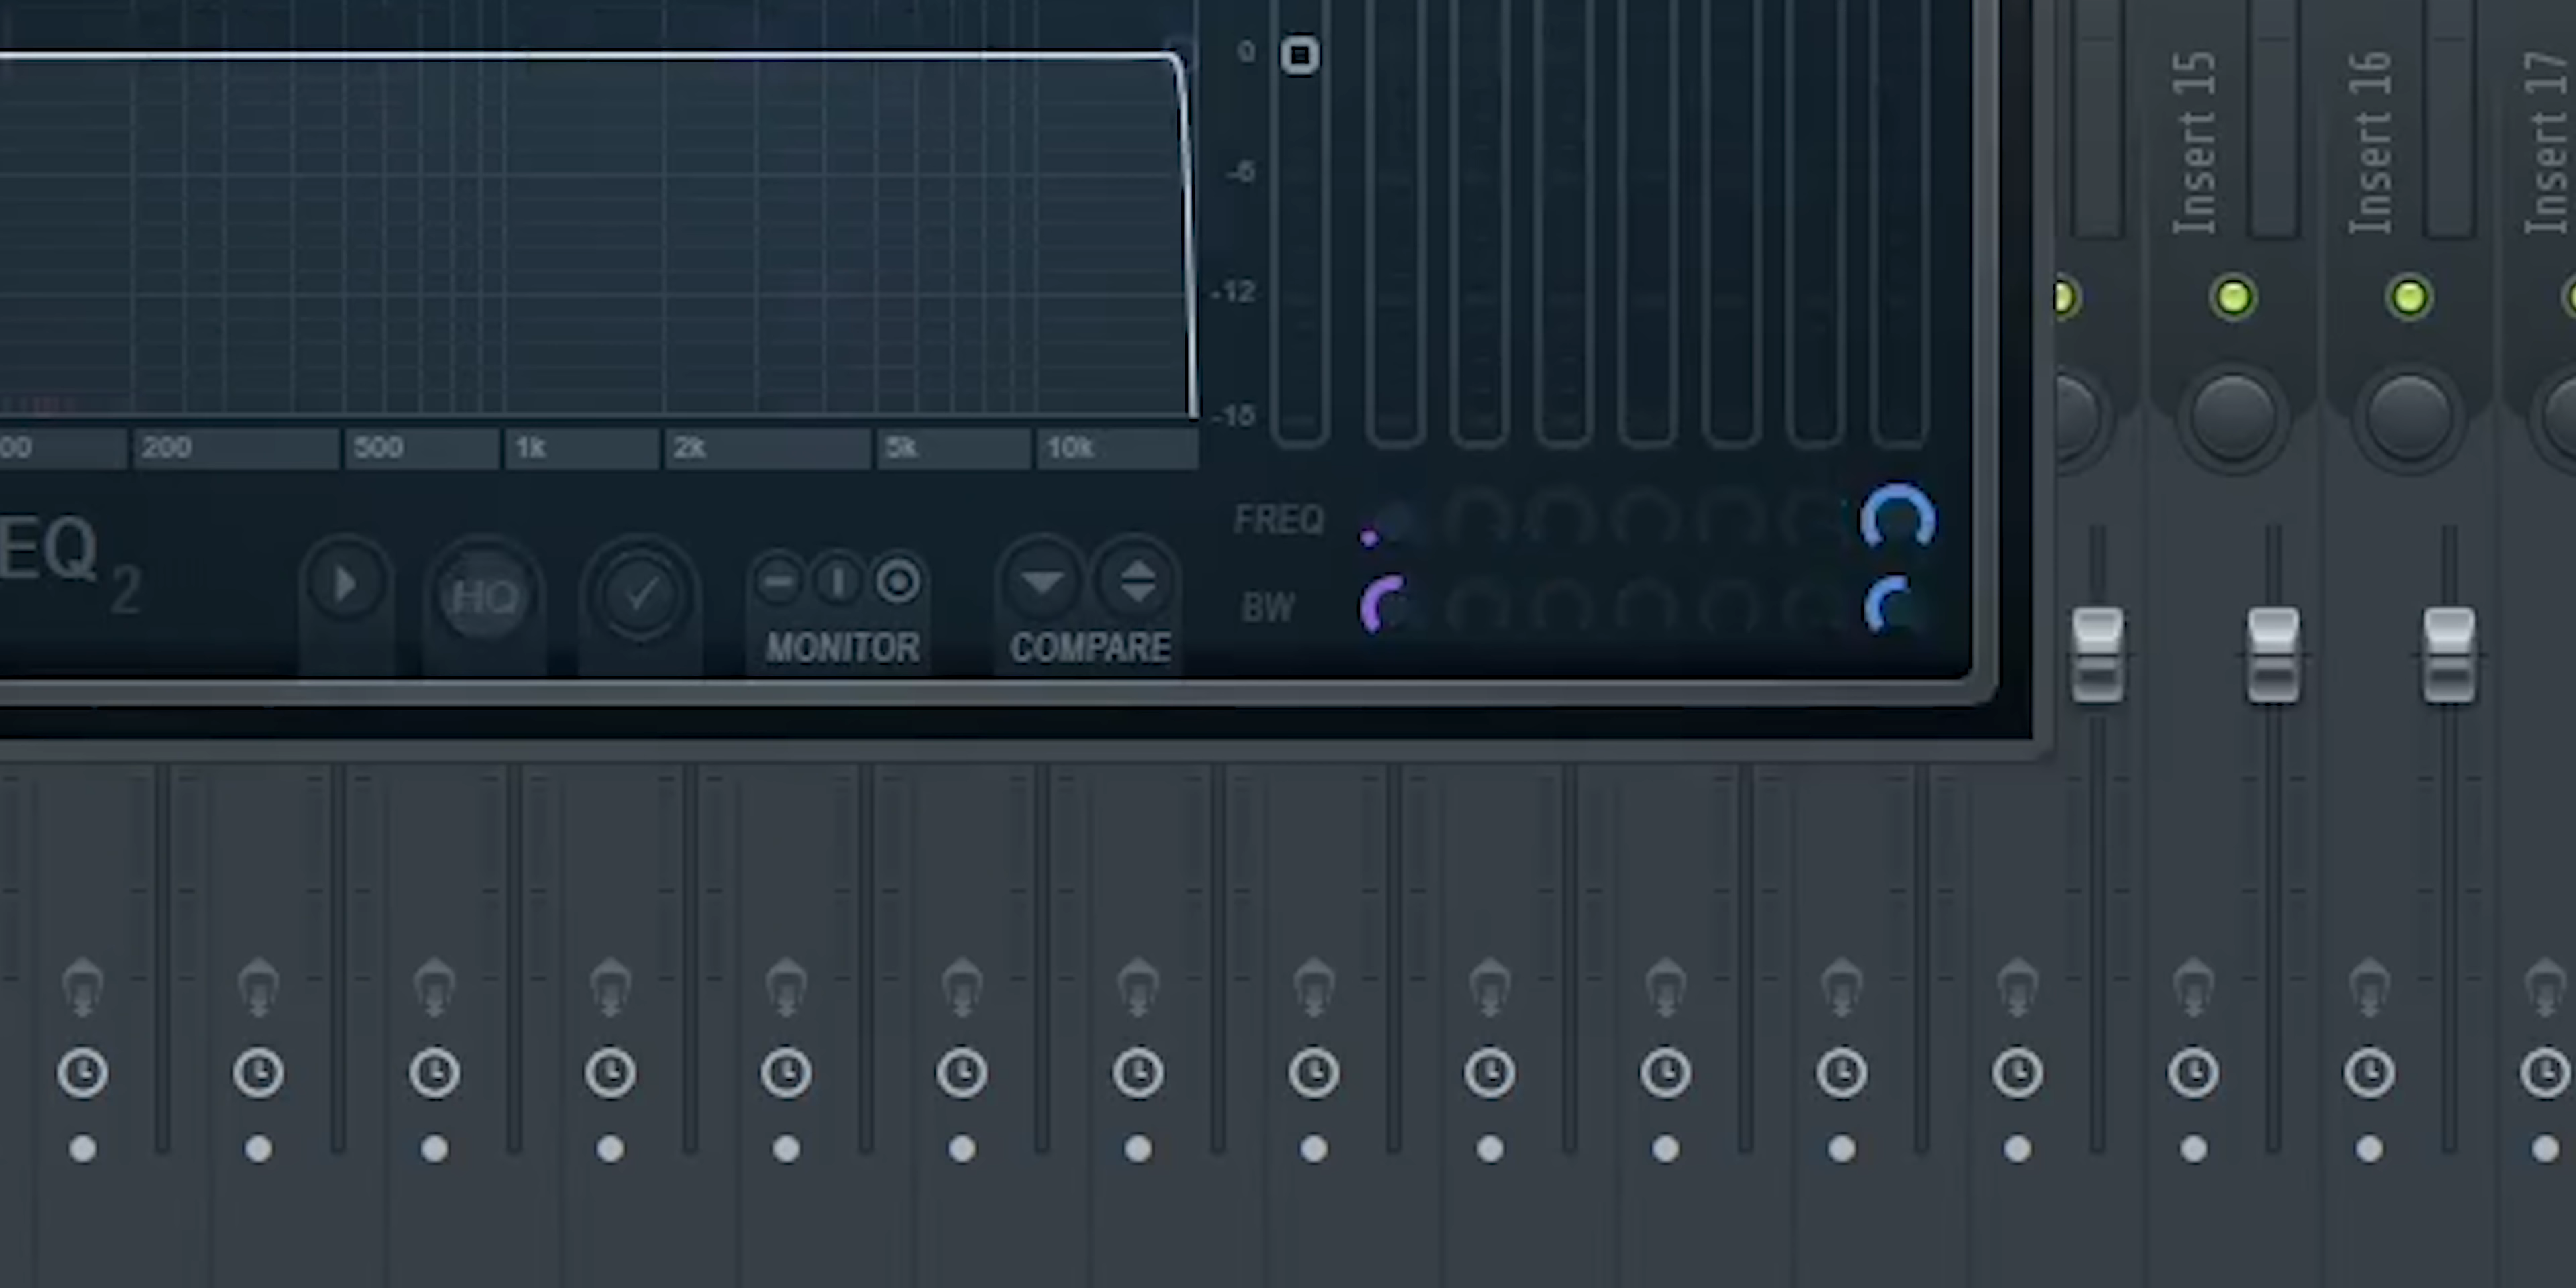 0
-6
-12
-15
Insert 15
Insert 16
Insert 17
00 200 500 1k 2k 5k 10k
EQ 2
HQ
MONITOR
COMPARE
FREQ
BW